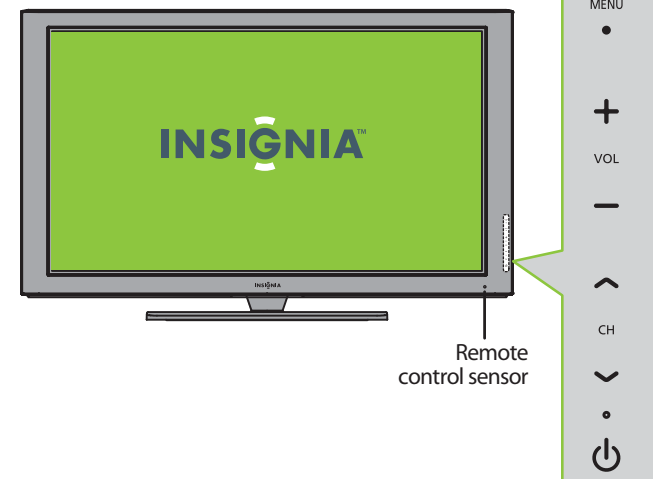 MENU
INSIGNIA™
VOL
INSIGNIA
CH
Remote
control sensor